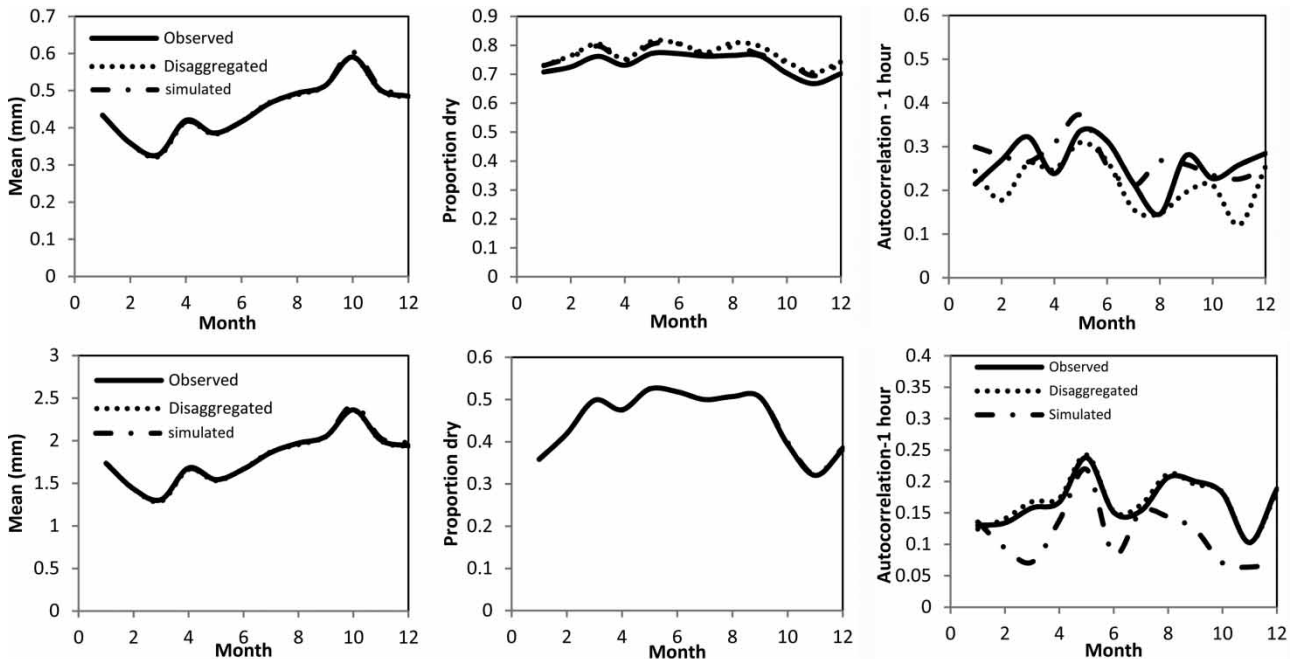 Mean (mm)
0.7
0.6
0.5
0.4
0.3
0.2
0.1
0
Observed
Disaggregated
simulated
0 2 4 6 8 10 12
Month
Proportion dry
1
0.9
0.8
0.7
0.6
0.5
0.4
0.3
0.2
0.1
0
0 2 4 6 8 10 12
Month
Autocorrelation - 1 hour
0.6
0.5
0.4
0.3
0.2
0.1
0
0 2 4 6 8 10 12
Month
Mean (mm)
3
2.5
2
1.5
1
0.5
0
Observed
Disaggregated
simulated
0 2 4 6 8 10 12
Month
Proportion dry
0.6
0.5
0.4
0.3
0.2
0.1
0
0 2 4 6 8 10 12
Month
Autocorrelation-1 hour
0.4
0.35
0.3
0.25
0.2
0.15
0.1
0.05
0
Observed
Disaggregated
Simulated
0 2 4 6 8 10 12
Month